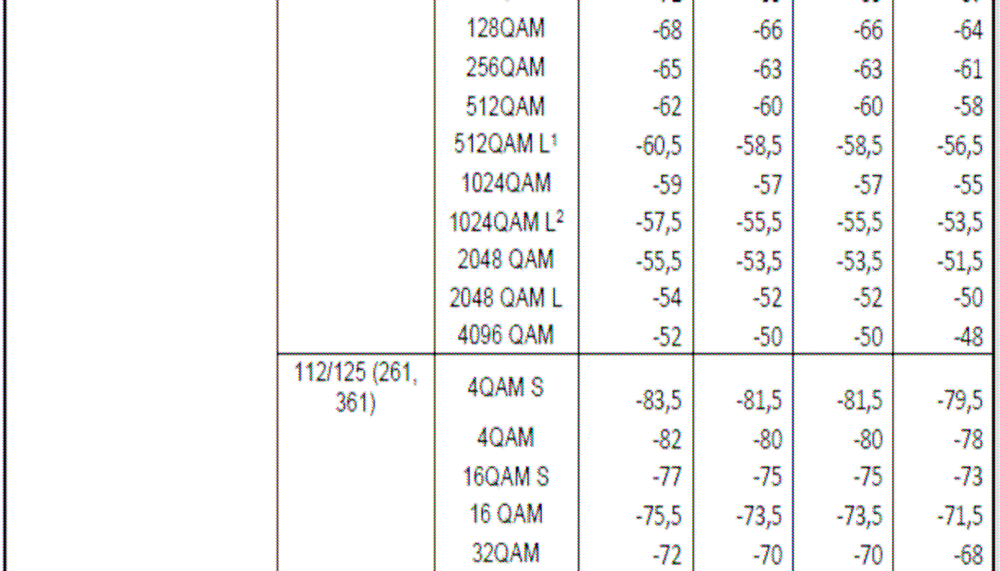 128QAM -68 -66 -66 -64
256QAM -65 -63 -63 -61
512QAM -62 -60 -60 -58
512QAM L¹ -60,5 -58,5 -58,5 -56,5
1024QAM -59 -57 -57 -55
1024QAM L² -57,5 -55,5 -55,5 -53,5
2048 QAM -55,5 -53,5 -53,5 -51,5
2048 QAM L -54 -52 -52 -50
4096 QAM -52 -50 -50 -48
112/125 (261,
361) 4QAM S -83,5 -81,5 -81,5 -79,5
4QAM -82 -80 -80 -78
16QAM S -77 -75 -75 -73
16 QAM -75,5 -73,5 -73,5 -71,5
32QAM -72 -70 -70 -68